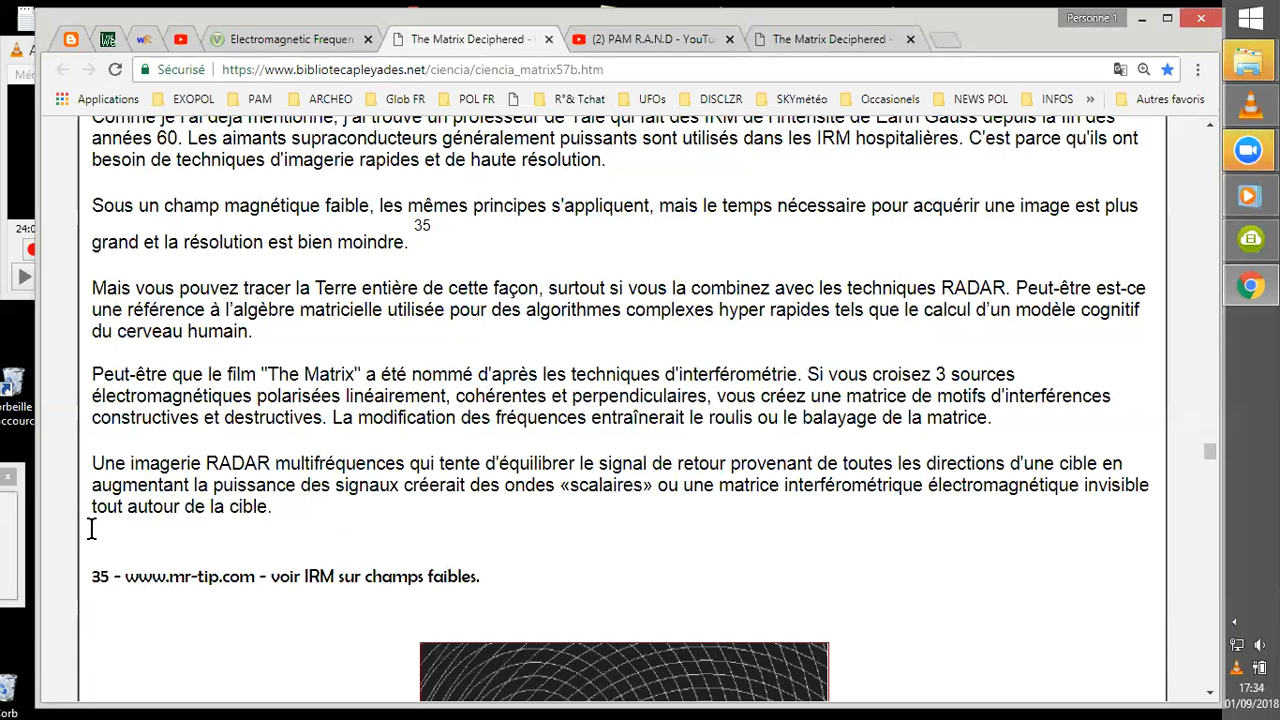 Personne 1
Electromagnetic Frequen
The Matrix Deciphered -
(2) PAM R.A.N.D - YouTu
The Matrix Deciphered -
Sécurisé
https://www.bibliotecapleyades.net/ciencia/ciencia_matrix57b.htm
Applications
EXOPOL
PAM
ARCHEO
Glob FR
POL FR
R°& Tchat
UFOs
DISCLZR
SKYmétéo
Occasionels
NEWS POL
INFOS
»
Autres favoris
Comme je l'ai déjà mentionné, j'ai trouvé un professeur de Yale qui fait des IRM de l'intensité de Earth Gauss depuis la fin des
années 60. Les aimants supraconducteurs généralement puissants sont utilisés dans les IRM hospitalières. C'est parce qu'ils ont
besoin de techniques d'imagerie rapides et de haute résolution.
Sous un champ magnétique faible, les mêmes principes s'appliquent, mais le temps nécessaire pour acquérir une image est plus
grand et la résolution est bien moindre. 35
Mais vous pouvez tracer la Terre entière de cette façon, surtout si vous la combinez avec les techniques RADAR. Peut-être est-ce
une référence à l’algèbre matricielle utilisée pour des algorithmes complexes hyper rapides tels que le calcul d’un modèle cognitif
du cerveau humain.
Peut-être que le film "The Matrix" a été nommé d'après les techniques d'interférométrie. Si vous croisez 3 sources
électromagnétiques polarisées linéairement, cohérentes et perpendiculaires, vous créez une matrice de motifs d'interférences
constructives et destructives. La modification des fréquences entraînerait le roulis ou le balayage de la matrice.
Une imagerie RADAR multifréquences qui tente d'équilibrer le signal de retour provenant de toutes les directions d'une cible en
augmentant la puissance des signaux créerait des ondes «scalaires» ou une matrice interférométrique électromagnétique invisible
tout autour de la cible.
35 - www.mr-tip.com - voir IRM sur champs faibles.
17:34
01/09/2018